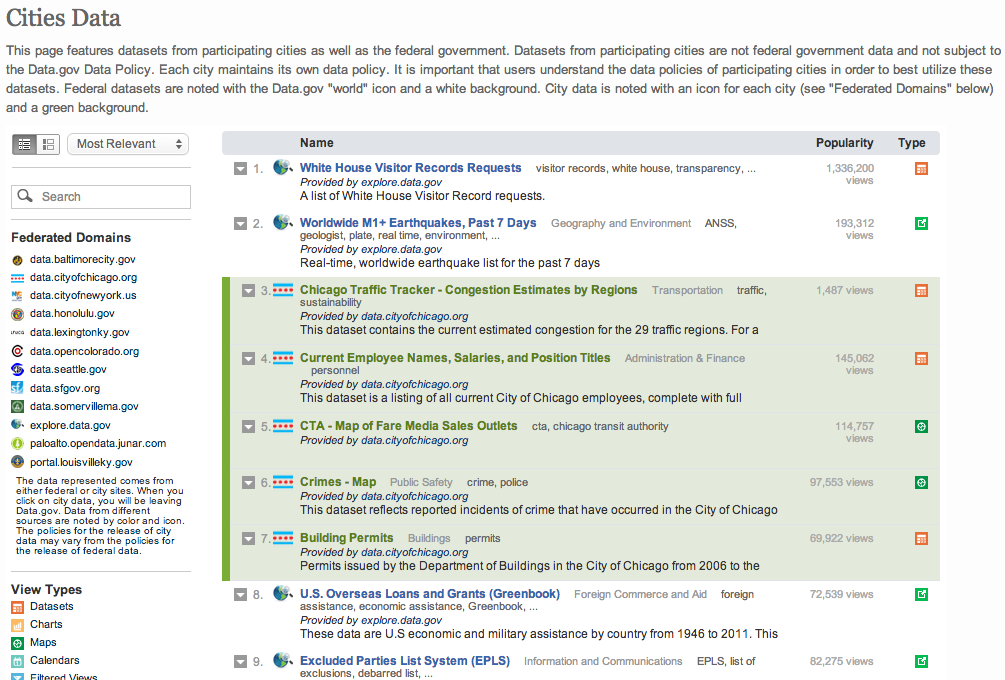 Cities Data
This page features datasets from participating cities as well as the federal government. Datasets from participating cities are not federal government data and not subject to
the Data.gov Data Policy. Each city maintains its own data policy. It is important that users understand the data policies of participating cities in order to best utilize these
datasets. Federal datasets are noted with the Data.gov "world" icon and a white background. City data is noted with an icon for each city (see "Federated Domains" below)
and a green background.
Most Relevant
Search
Federated Domains
data.baltimorecity.gov
data.cityofchicago.org
data.cityofnewyork.us
data.honolulu.gov
data.lexingtonky.gov
data.opencolorado.org
data.seattle.gov
data.sfgov.org
data.somervillema.gov
explore.data.gov
paloalto.opendata.junar.com
portal.louisvilleky.gov
The data represented comes from
either federal or city sites. When you
click on city data, you will be leaving
Data.gov. Data from different
sources are noted by color and icon.
The policies for the release of city
data may vary from the policies for
the release of federal data.
View Types
Datasets
Charts
Maps
Calendars
Filtered Views
Name Popularity Type
1. White House Visitor Records Requests visitor records, white house, transparency, ... 1,336,200
views
Provided by explore.data.gov
A list of White House Visitor Record requests.
2. Worldwide M1+ Earthquakes, Past 7 Days Geography and Environment ANSS, 193,312
geologist, plate, real time, environment, ... views
Provided by explore.data.gov
Real-time, worldwide earthquake list for the past 7 days
3. Chicago Traffic Tracker - Congestion Estimates by Regions Transportation traffic, 1,487 views
sustainability
Provided by data.cityofchicago.org
This dataset contains the current estimated congestion for the 29 traffic regions. For a
4. Current Employee Names, Salaries, and Position Titles Administration & Finance 145,062
personnel views
Provided by data.cityofchicago.org
This dataset is a listing of all current City of Chicago employees, complete with full
5. CTA - Map of Fare Media Sales Outlets cta, chicago transit authority 114,757
Provided by data.cityofchicago.org views
6. Crimes - Map Public Safety crime, police 97,553 views
Provided by data.cityofchicago.org
This dataset reflects reported incidents of crime that have occurred in the City of Chicago
7. Building Permits Buildings permits 69,922 views
Provided by data.cityofchicago.org
Permits issued by the Department of Buildings in the City of Chicago from 2006 to the
8. U.S. Overseas Loans and Grants (Greenbook) Foreign Commerce and Aid foreign 72,539 views
assistance, economic assistance, Greenbook, ...
Provided by explore.data.gov
These data are U.S economic and military assistance by country from 1946 to 2011. This
9. Excluded Parties List System (EPLS) Information and Communications EPLS, list of 82,275 views
exclusions, debarred list, ...